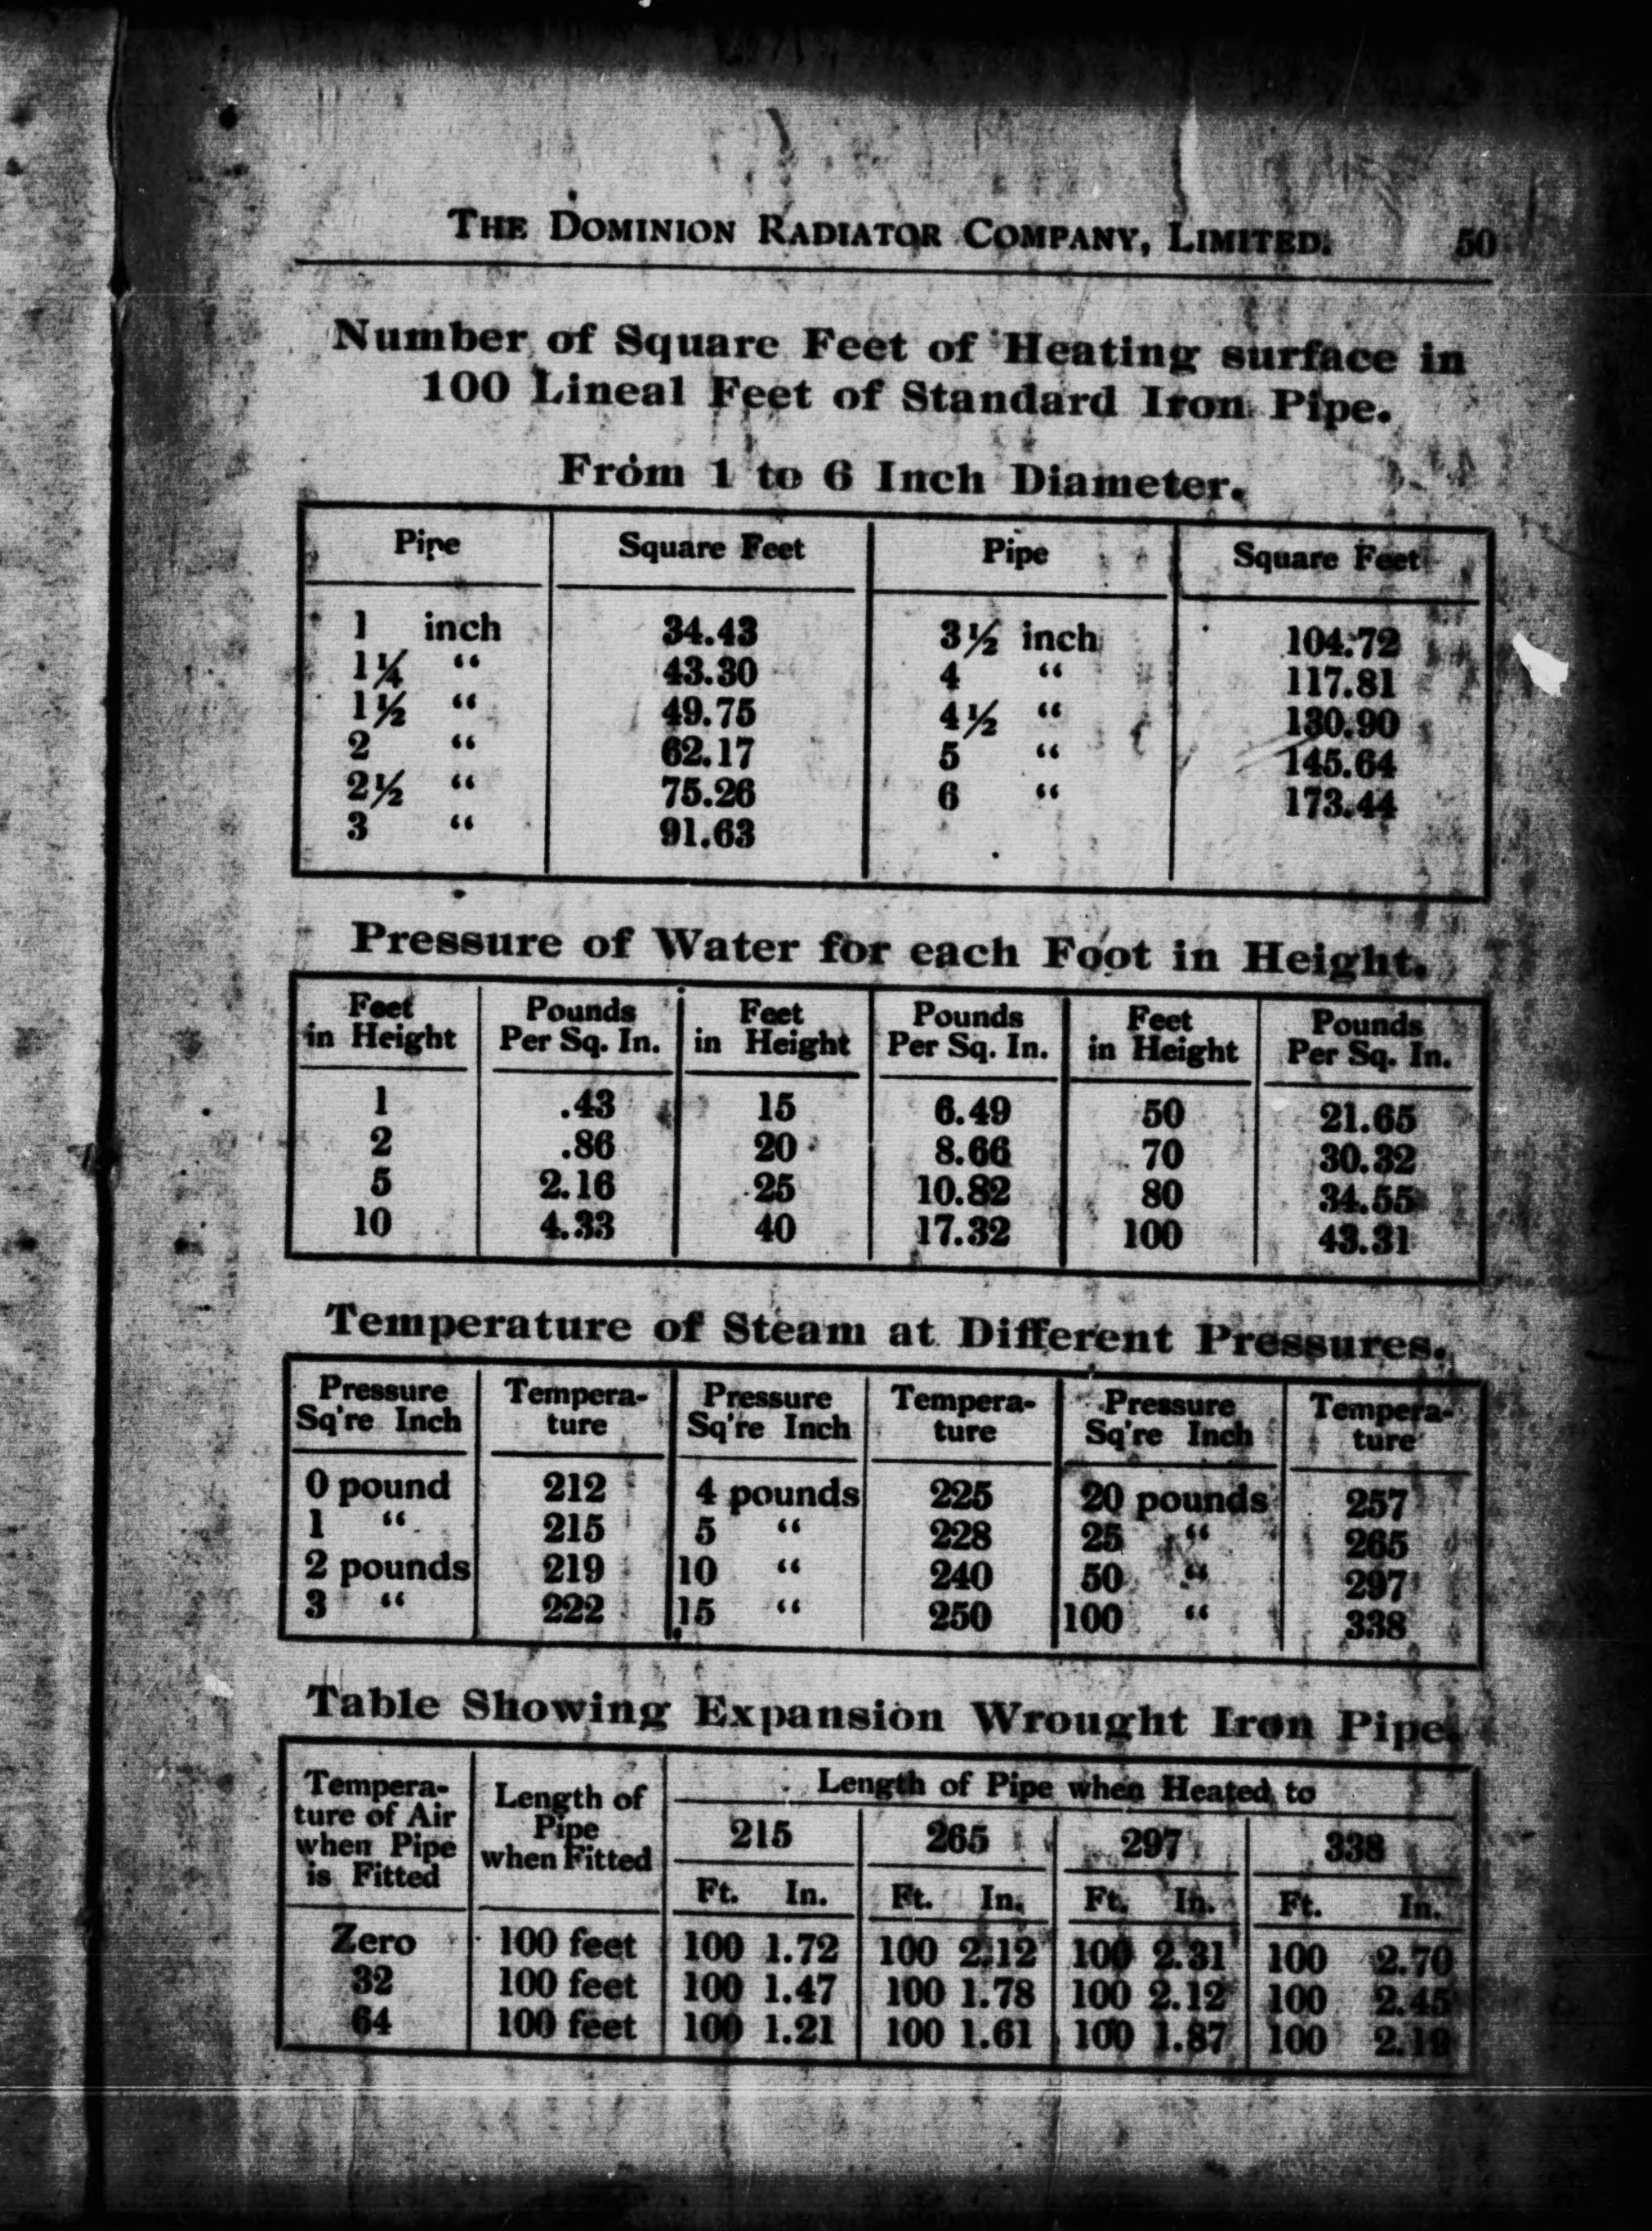 THE DOMINION RADIATOR COMPANY, LIMITED. 50
Number of Square Feet of Heating surface in
100 Lineal Feet of Standard Iron Pipe.
From 1 to 6 Inch Diameter.
Pipe Square Feet Pipe Square Feet
1 inch 34.43 3½ inch 104.72
1¼ “ 43.30 4 “ 117.81
1½ “ 49.75 4½ “ 130.90
2 “ 62.17 5 “ 145.64
2½ “ 75.26 6 “ 173.44
3 “ 91.63
Pressure of Water for each Foot in Height.
Feet Pounds Feet Pounds Feet Pounds
in Height Per Sq. In. in Height Per Sq. In. in Height Per Sq. In.
1 .43 15 6.49 50 21.65
2 .86 20 8.66 70 30.32
5 2.16 25 10.82 80 34.55
10 4.33 40 17.32 100 43.31
Temperature of Steam at Different Pressures.
Pressure Tempera- Pressure Tempera- Pressure Tempera-
Sq're Inch ture Sq're Inch ture Sq're Inch ture
0 pound 212 4 pounds 225 20 pounds 257
1 “ 215 5 “ 228 25 “ 265
2 pounds 219 10 “ 240 50 “ 297
3 “ 222 15 “ 250 100 “ 338
Table Showing Expansion Wrought Iron Pipe.
Tempera-
ture of Air
when Pipe
is Fitted
Length of
Pipe
when Fitted
Length of Pipe when Heated to
215 265 297 338
Ft. In. Ft. In. Ft. In. Ft. In.
Zero 100 feet 100 1.72 100 2.12 100 2.31 100 2.70
32 100 feet 100 1.47 100 1.78 100 2.12 100 2.45
64 100 feet 100 1.21 100 1.61 100 1.87 100 2.19